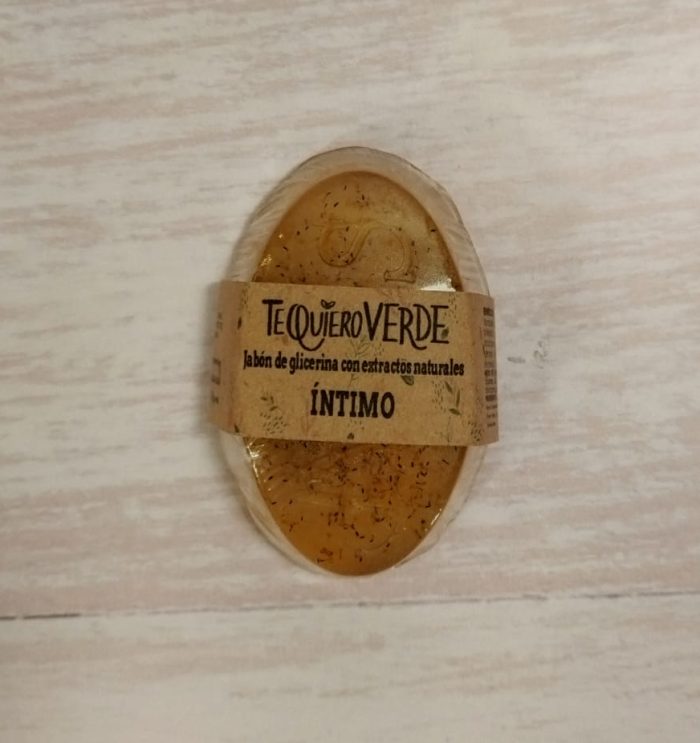 TE QUIERO VERDE
Jabón de glicerina con extractos naturales
ÍNTIMO